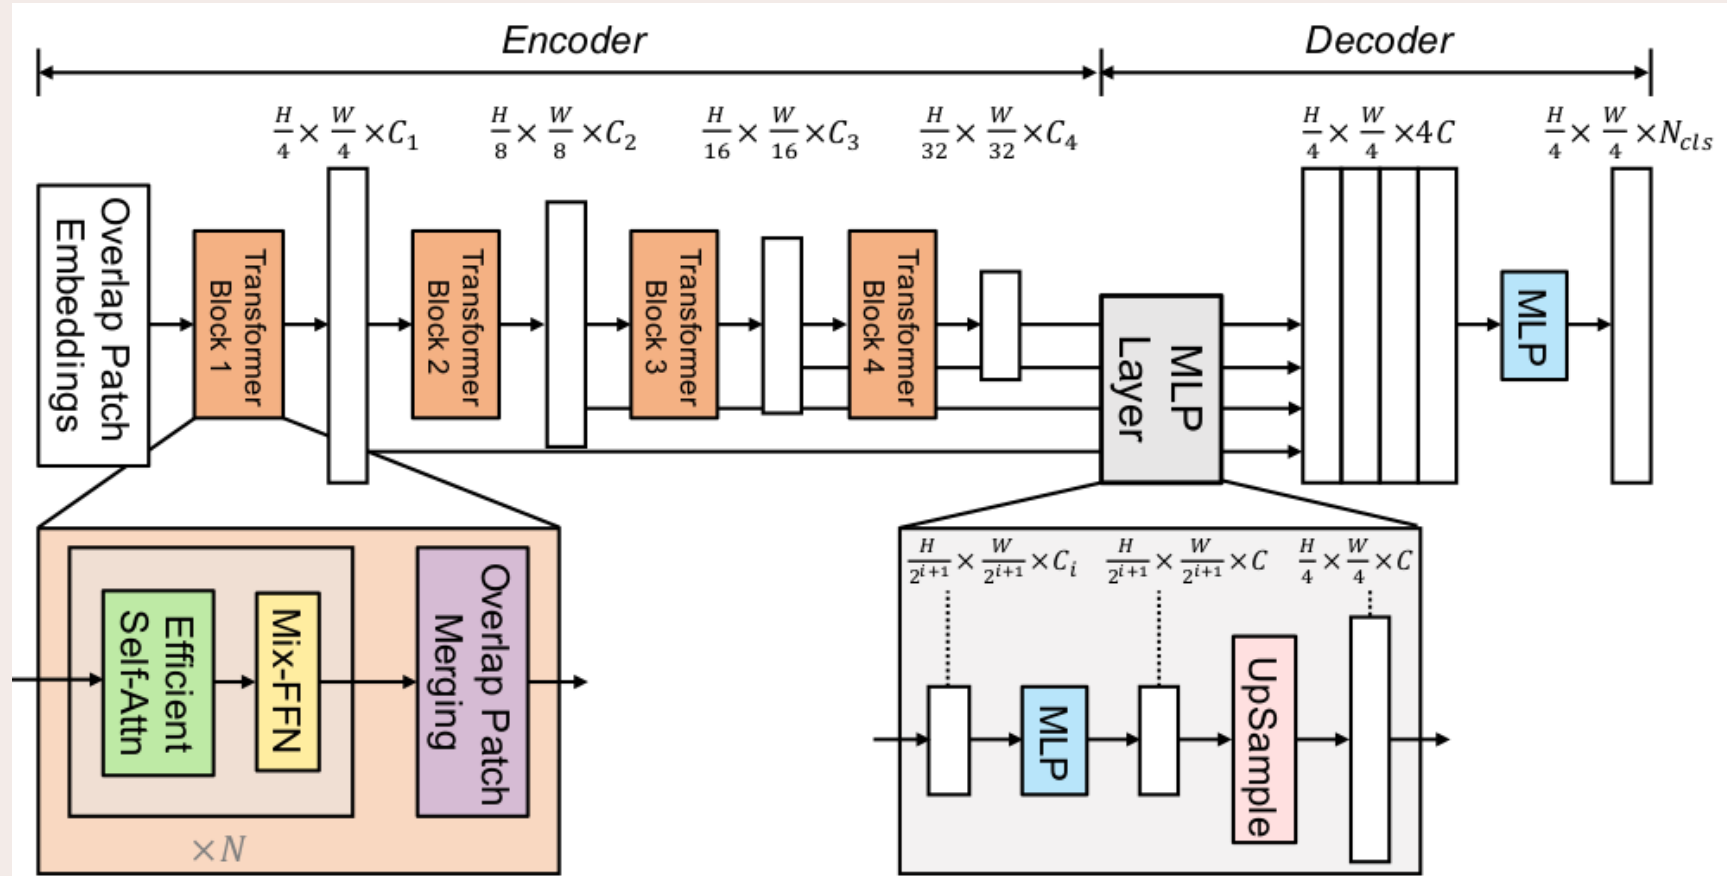 Encoder
Decoder
H/4 × W/4 × C₁
H/8 × W/8 × C₂
H/16 × W/16 × C₃
H/32 × W/32 × C₄
H/4 × W/4 × 4C
H/4 × W/4 × N_cls
Overlap Patch
Embeddings
Transformer
Block 1
Transformer
Block 2
Transformer
Block 3
Transformer
Block 4
MLP
Layer
MLP
Efficient
Self-Attn
Mix-FFN
×N
Overlap Patch
Merging
H/2^{i+1} × W/2^{i+1} × C_i
H/2^{i+1} × W/2^{i+1} × C
H/4 × W/4 × C
MLP
UpSample